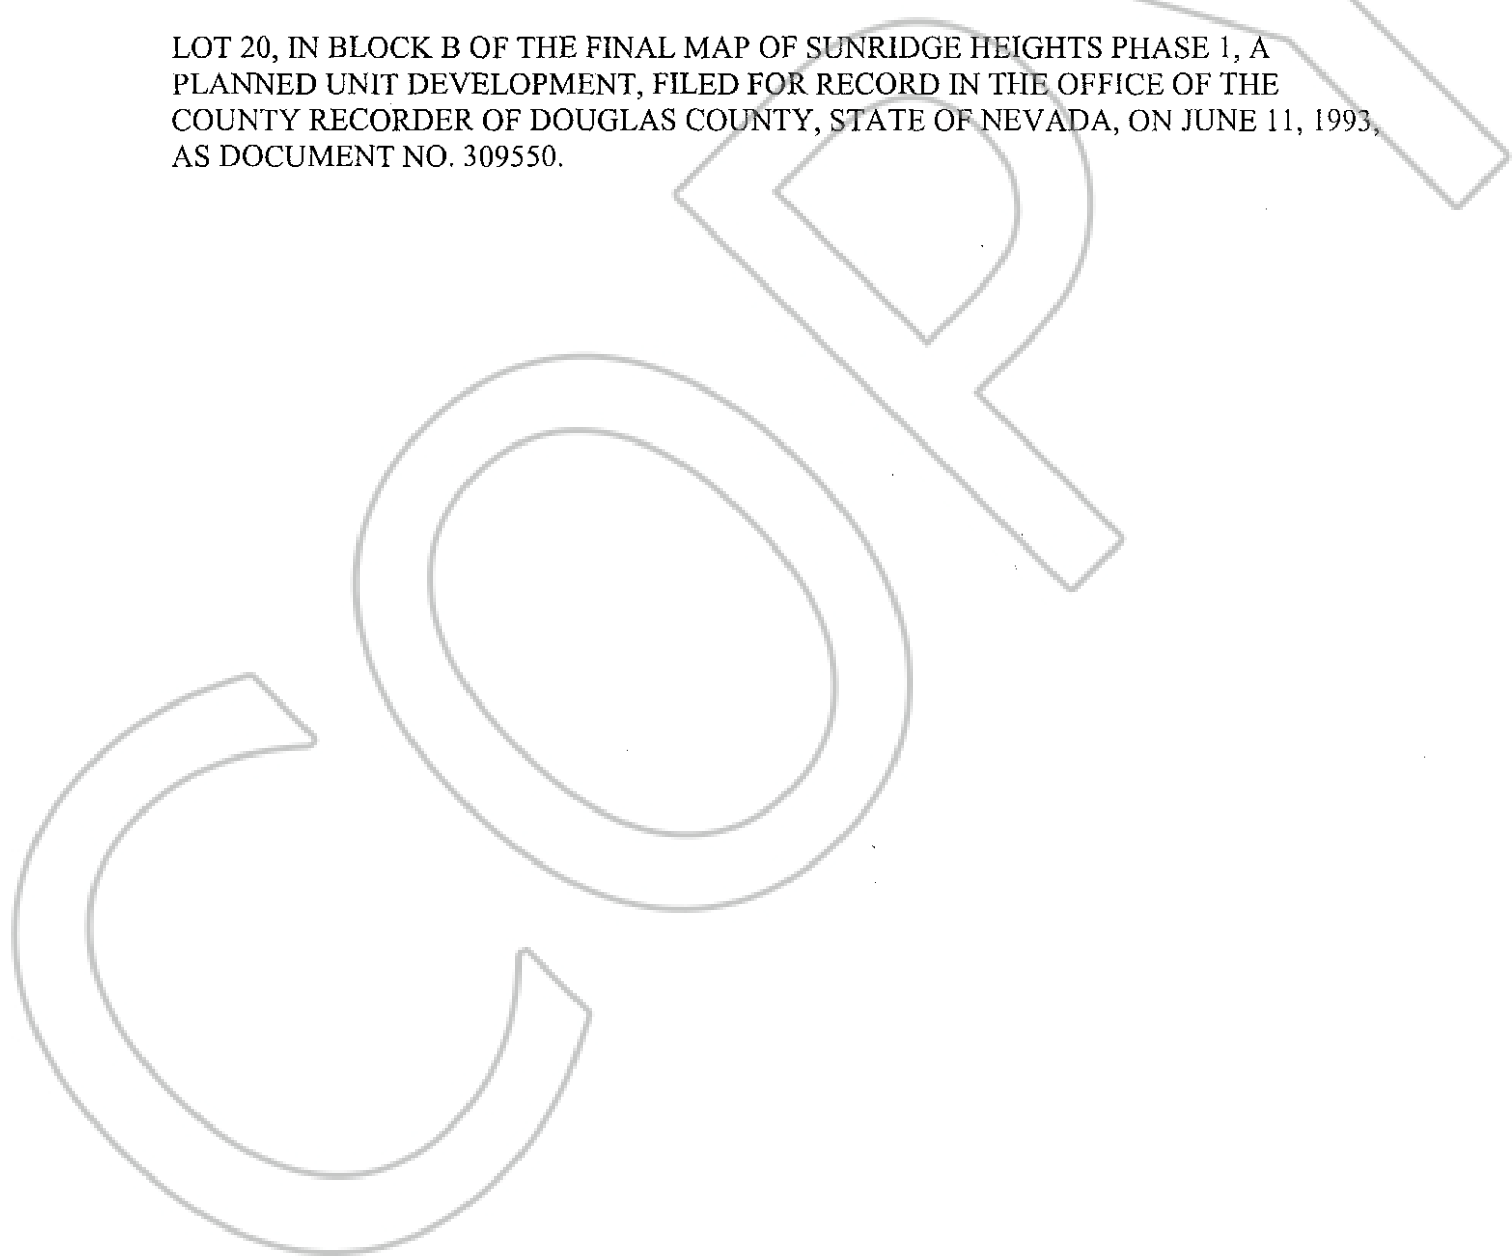 LOT 20, IN BLOCK B OF THE FINAL MAP OF SUNRIDGE HEIGHTS PHASE 1, A
PLANNED UNIT DEVELOPMENT, FILED FOR RECORD IN THE OFFICE OF THE
COUNTY RECORDER OF DOUGLAS COUNTY, STATE OF NEVADA, ON JUNE 11, 1993,
AS DOCUMENT NO. 309550.
COPY